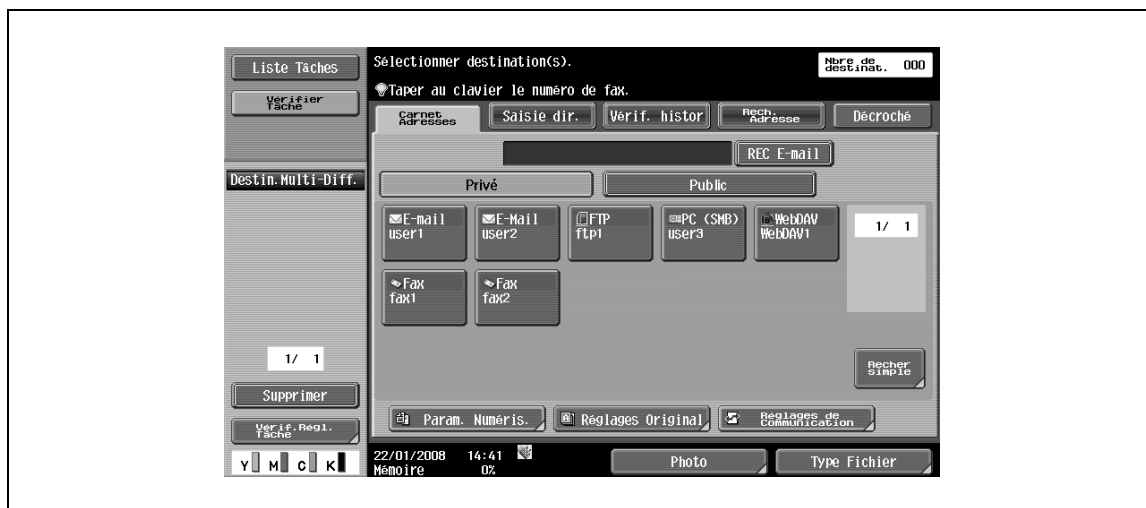 Liste Tâches
Vérifier
Tâche
Destin.Multi-Diff.
1/ 1
Supprimer
Vérif.Régl.
Tâche
Y M C K
Sélectionner destination(s).
Nbre de
destinat. 000
Taper au clavier le numéro de fax.
Carnet
Adresses
Saisie dir.
Vérif. histor
Rech.
Adresse
Décroché
REC E-mail
Privé
Public
E-mail
user1
E-Mail
user2
FTP
ftp1
PC (SMB)
user3
WebDAV
WebDAV1
1/ 1
Fax
fax1
Fax
fax2
Recher
simple
Param. Numéris.
Réglages Original
Réglages de
Communication
22/01/2008 14:41
Mémoire 0%
Photo
Type Fichier